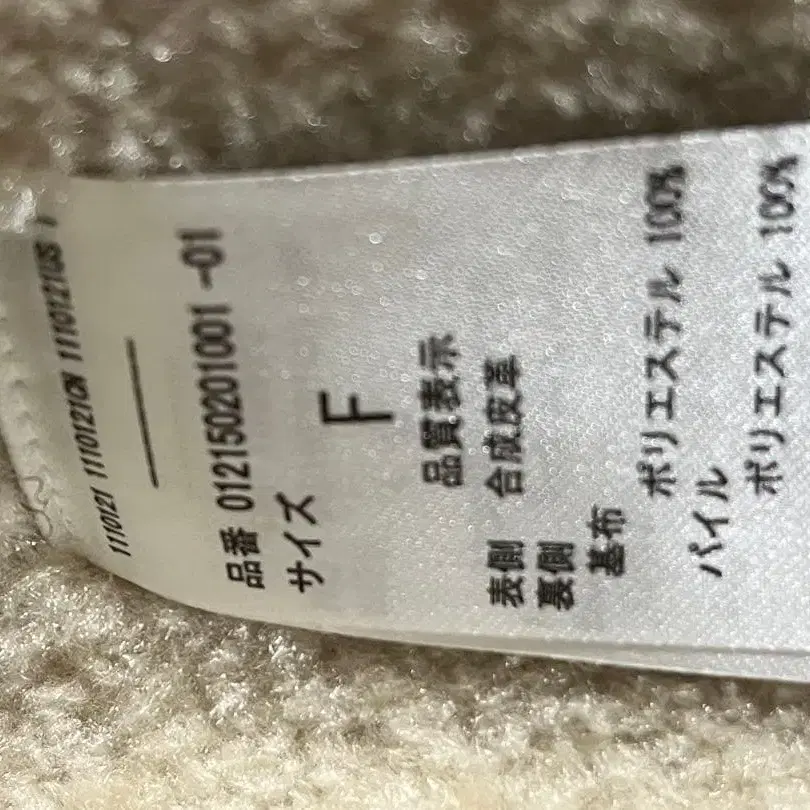 1110121 1110121CN 1110121US 1
品番 012150201001 -01
サイズ
F
品質表示
表側 合成皮革
裏側
基布
ポリエステル 100%
パイル
ポリエステル 100%